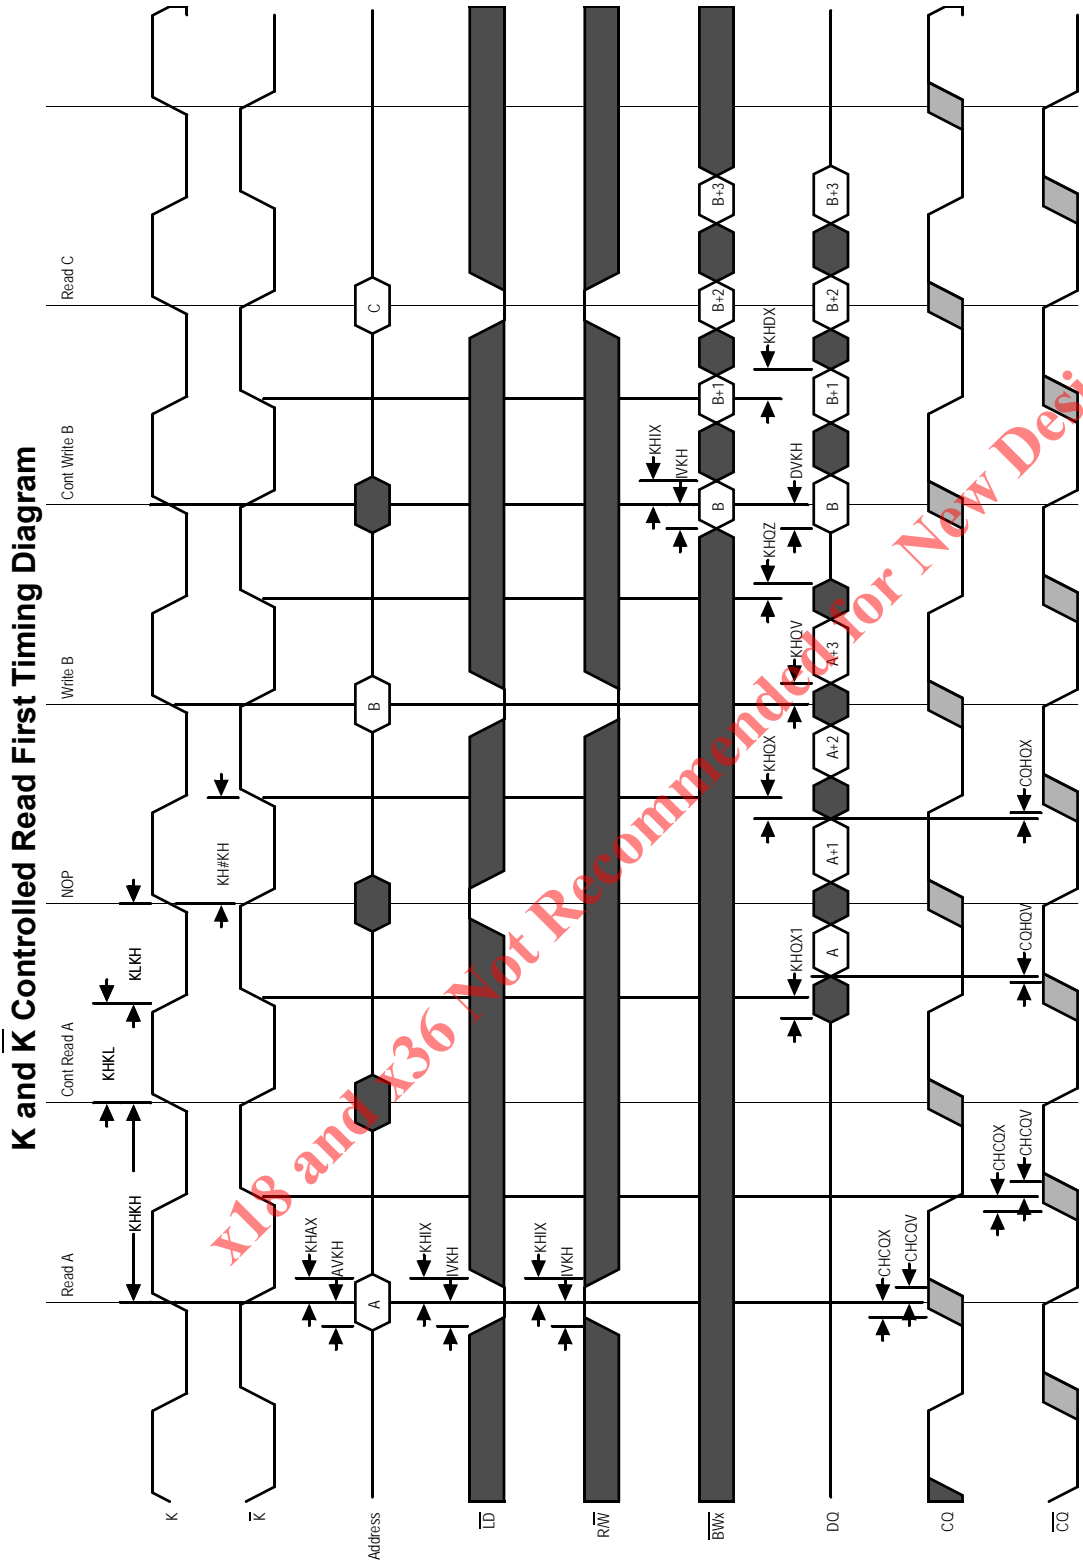 K and K Controlled Read First Timing Diagram
Read A
Cont Read A
NOP
Write B
Cont Write B
Read C
KHKH
KHKL
KLKH
KH#KH
K
K
Address
A
B
C
KHAX
AVKH
LD
KHIX
IVKH
R/W
KHIX
IVKH
BWx
B
B+1
B+2
B+3
KHIX
IVKH
DQ
A
A+1
A+2
A+3
B
B+1
B+2
B+3
KHQX1
KHQX
KHQV
KHQZ
DVKH
KHDX
CQ
CHCQX
CHCQV
CQ
CHCQX
CHCQV
CQHQV
CQHQX
x18 and x36 Not Recommended for New Desi